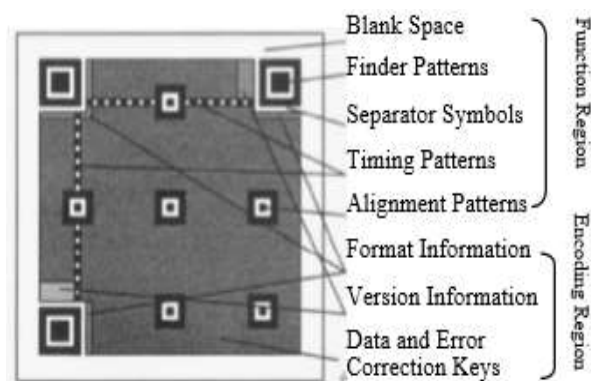 Blank Space
Finder Patterns
Separator Symbols
Timing Patterns
Alignment Patterns
Format Information
Version Information
Data and Error
Correction Keys
Function Region
Encoding Region